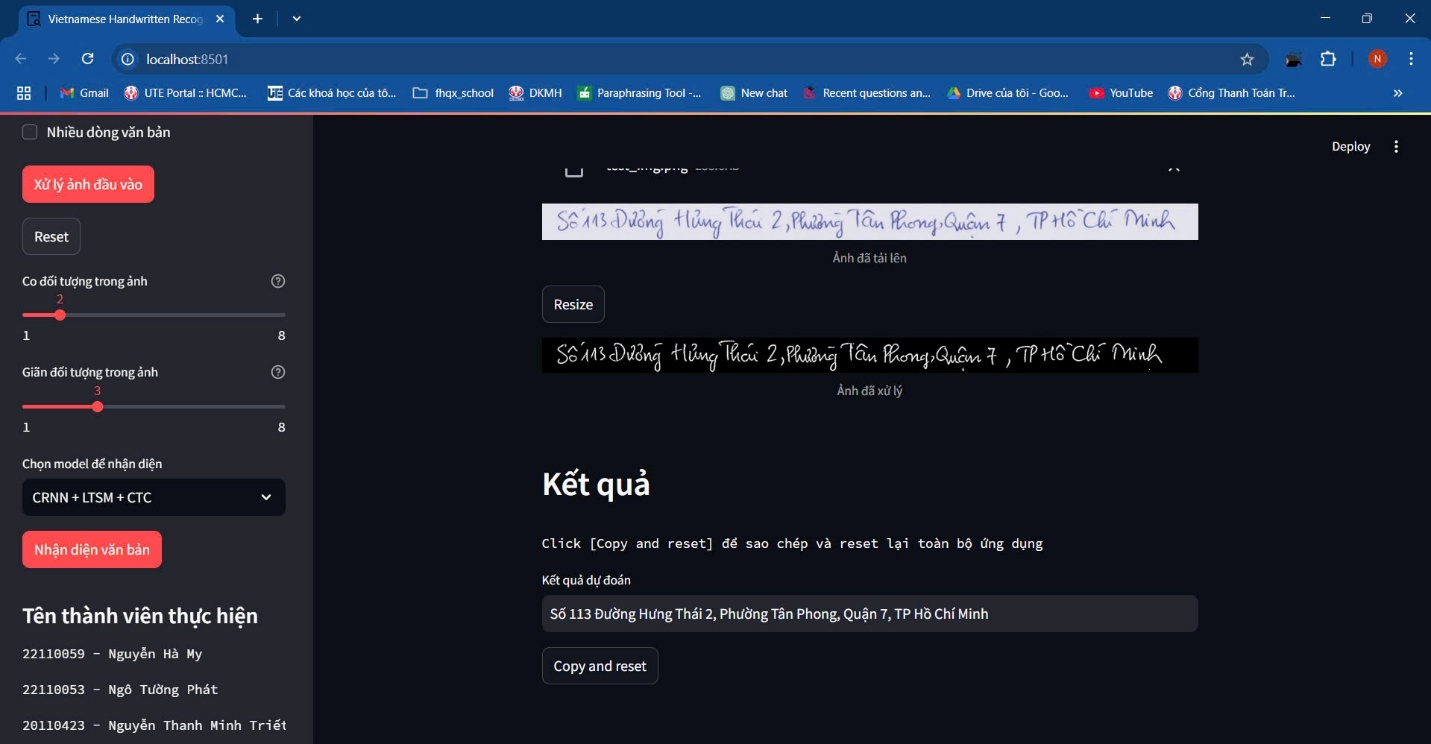 Vietnamese Handwritten Recog
localhost:8501
Gmail
UTE Portal :: HCMC...
Các khoá học của tô...
fhqx_school
ĐKMH
Paraphrasing Tool -...
New chat
Recent questions an...
Drive của tôi - Goo...
YouTube
Cổng Thanh Toán Tr...
»
N
Nhiều dòng văn bản
Xử lý ảnh đầu vào
Reset
Co đối tượng trong ảnh
2
1 8
Giãn đối tượng trong ảnh
3
1 8
Chọn model để nhận diện
CRNN + LTSM + CTC
Nhận diện văn bản
Tên thành viên thực hiện
22110059 - Nguyễn Hà My
22110053 - Ngô Tường Phát
20110423 - Nguyễn Thanh Minh Triết
Deploy
Số 113 Đường Hưng Thái 2, Phường Tân Phong, Quận 7, TP Hồ Chí Minh
Ảnh đã tải lên
Resize
Số 113 Đường Hưng Thái 2, Phường Tân Phong, Quận 7, TP Hồ Chí Minh
Ảnh đã xử lý
Kết quả
Click [Copy and reset] để sao chép và reset lại toàn bộ ứng dụng
Kết quả dự đoán
Số 113 Đường Hưng Thái 2, Phường Tân Phong, Quận 7, TP Hồ Chí Minh
Copy and reset